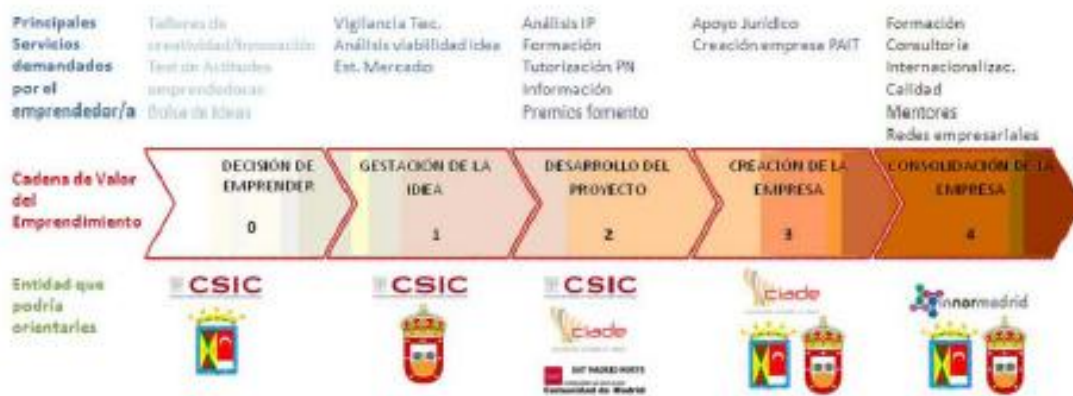 Principales
Servicios
demandados
por el
emprendedor/a
Talleres de
creatividad/Innovación
Test de Actitudes
emprendedoras
Bolsa de Ideas
Vigilancia Tec.
Análisis viabilidad idea
Est. Mercado
Análisis IP
Formación
Tutorización PN
Información
Premios fomento
Apoyo Jurídico
Creación empresa PAIT
Formación
Consultoría
Internacionalizac.
Calidad
Mentores
Redes empresariales
Cadena de Valor
del
Emprendimiento
DECISIÓN DE
EMPRENDER
0
GESTACIÓN DE LA
IDIEA
1
DESARROLLO DEL
PROYECTO
2
CREACIÓN DE LA
EMPRESA
3
CONSOLIDACIÓN DE LA
EMPRESA
4
Entidad que
podría
orientarles
CSIC
CSIC
CSIC
ciade
MADRID NORTE
Comunidad de Madrid
ciade
innormadrid